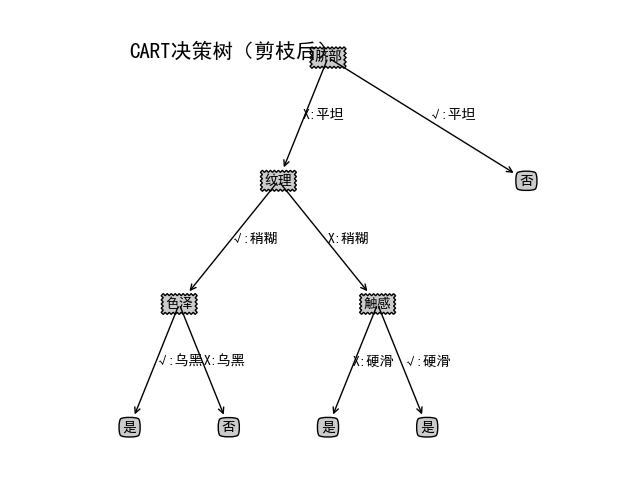 CART决策树（剪枝后）
脐部
X:平坦
√:平坦
纹理
否
√:稍糊
X:稍糊
色泽
触感
√:乌黑
X:乌黑
X:硬滑
√:硬滑
是
否
是
是